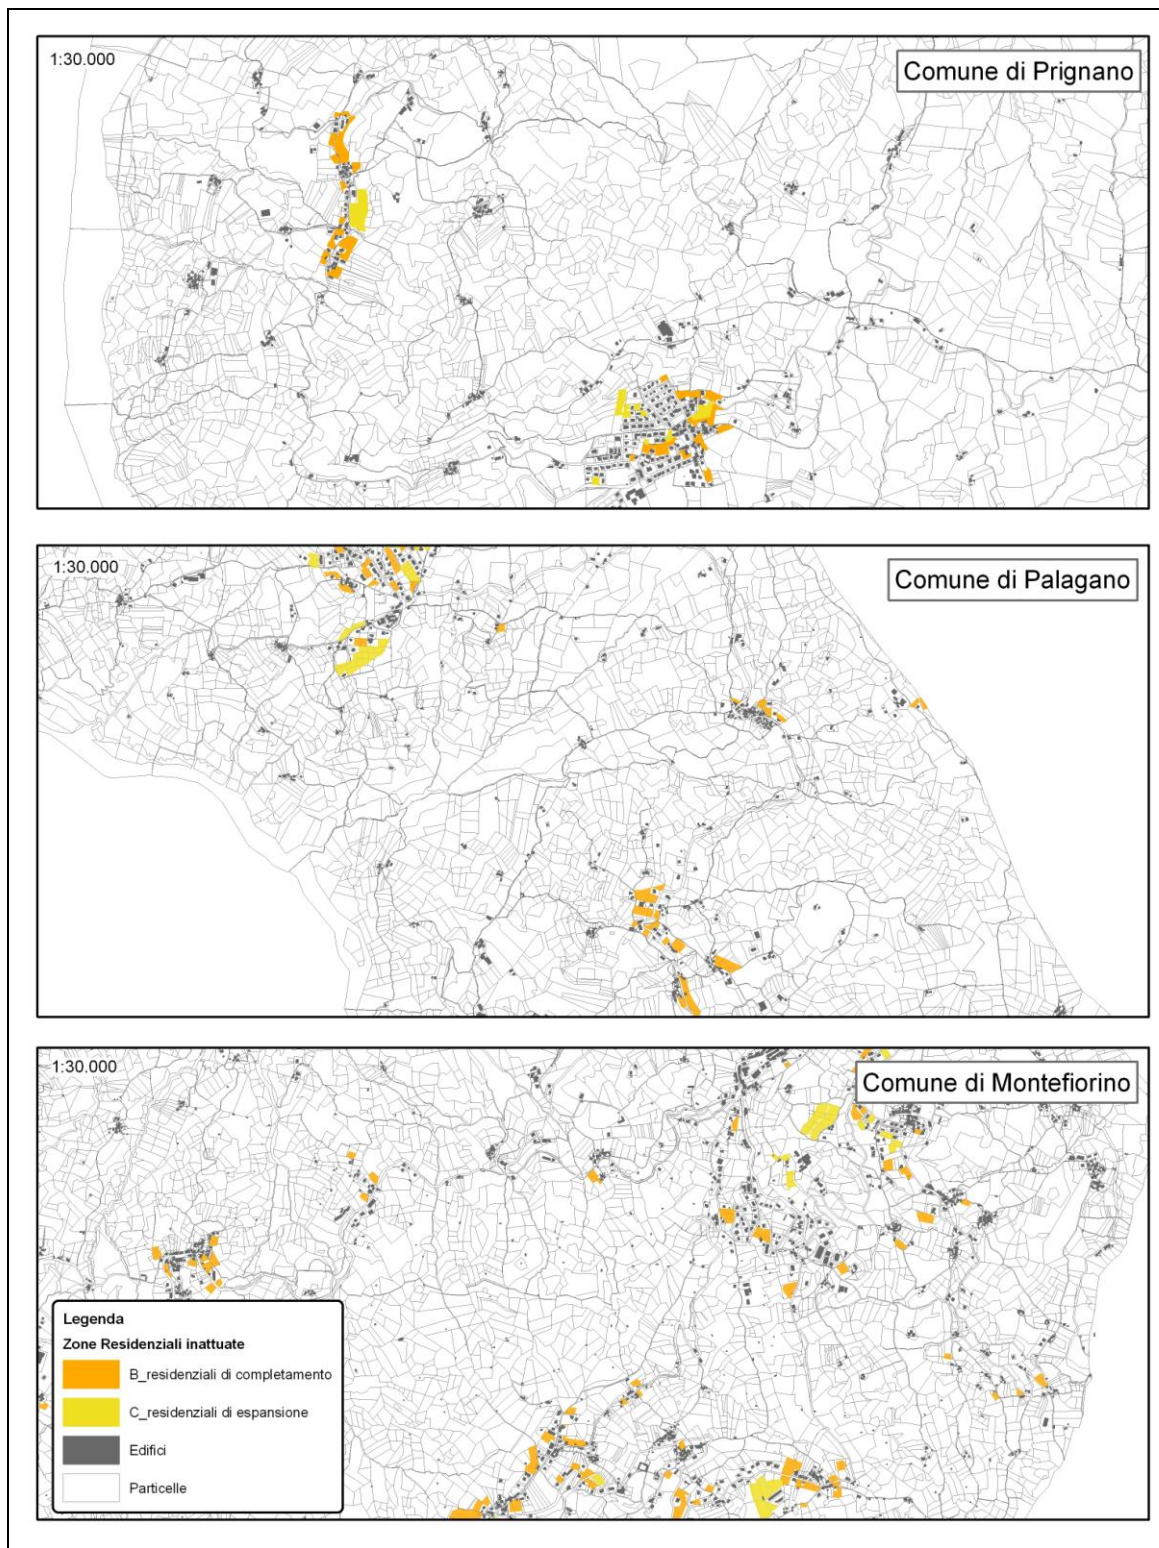 1:30.000
Comune di Prignano
1:30.000
Comune di Palagano
1:30.000
Comune di Montefiorino
Legenda
Zone Residenziali inattuate
B_residenziali di completamento
C_residenziali di espansione
Edifici
Particelle